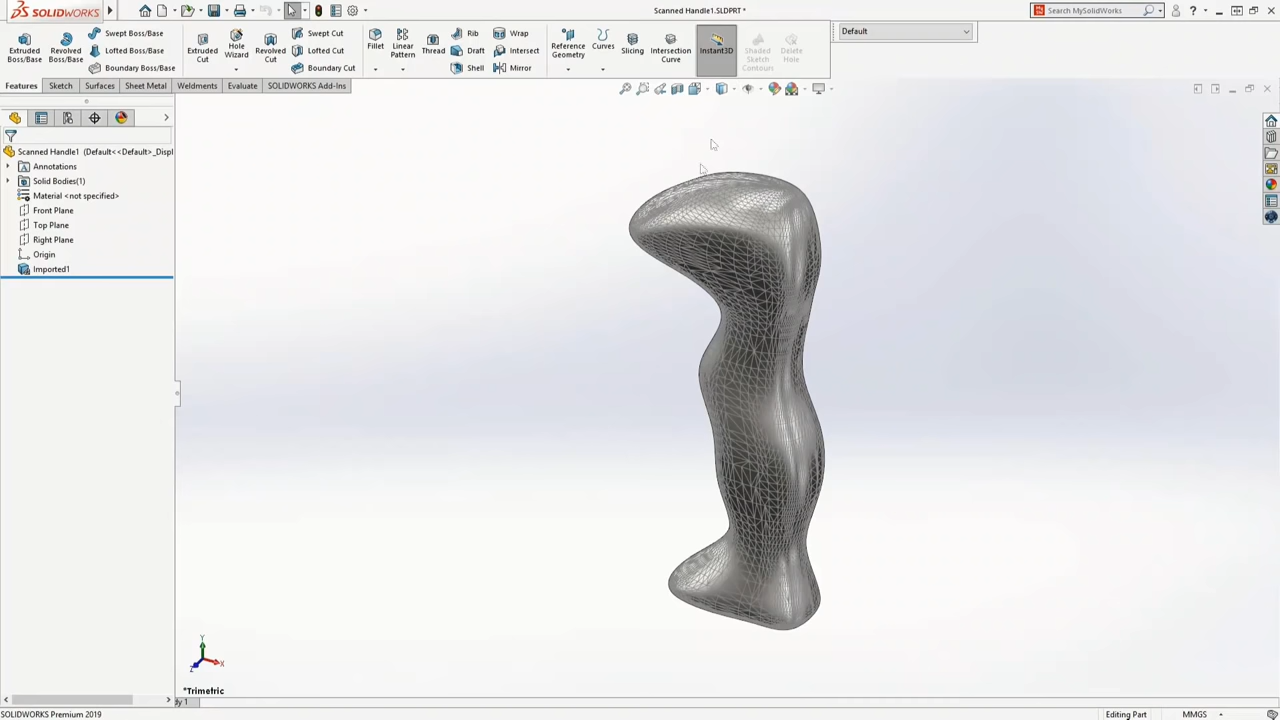 SOLIDWORKS
Scanned Handle1.SLDPRT *
Search MySolidWorks
Extruded Boss/Base
Revolved Boss/Base
Swept Boss/Base
Lofted Boss/Base
Boundary Boss/Base
Extruded Cut
Hole Wizard
Revolved Cut
Swept Cut
Lofted Cut
Boundary Cut
Fillet
Linear Pattern
Thread
Rib
Draft
Shell
Wrap
Intersect
Mirror
Reference Geometry
Curves
Slicing
Intersection Curve
Instant3D
Shaded Sketch Contours
Delete Hole
Default
Features
Sketch
Surfaces
Sheet Metal
Weldments
Evaluate
SOLIDWORKS Add-Ins
Scanned Handle1 (Default<<Default>_Displ
Annotations
Solid Bodies(1)
Material <not specified>
Front Plane
Top Plane
Right Plane
Origin
Imported1
Y
X
Z
*Trimetric
dy 1
SOLIDWORKS Premium 2019
Editing Part
MMGS